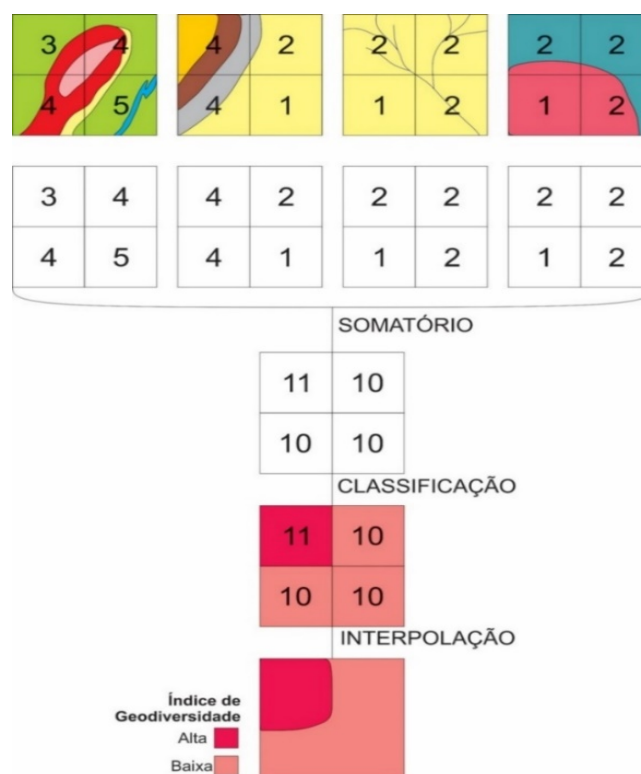 3 4 4 2 2 2 2 2
4 5 4 1 1 2 1 2
3 4 4 2 2 2 2 2
4 5 4 1 1 2 1 2
SOMATÓRIO
11 10
10 10
CLASSIFICAÇÃO
11 10
10 10
INTERPOLAÇÃO
Índice de
Geodiversidade
Alta
Baixa